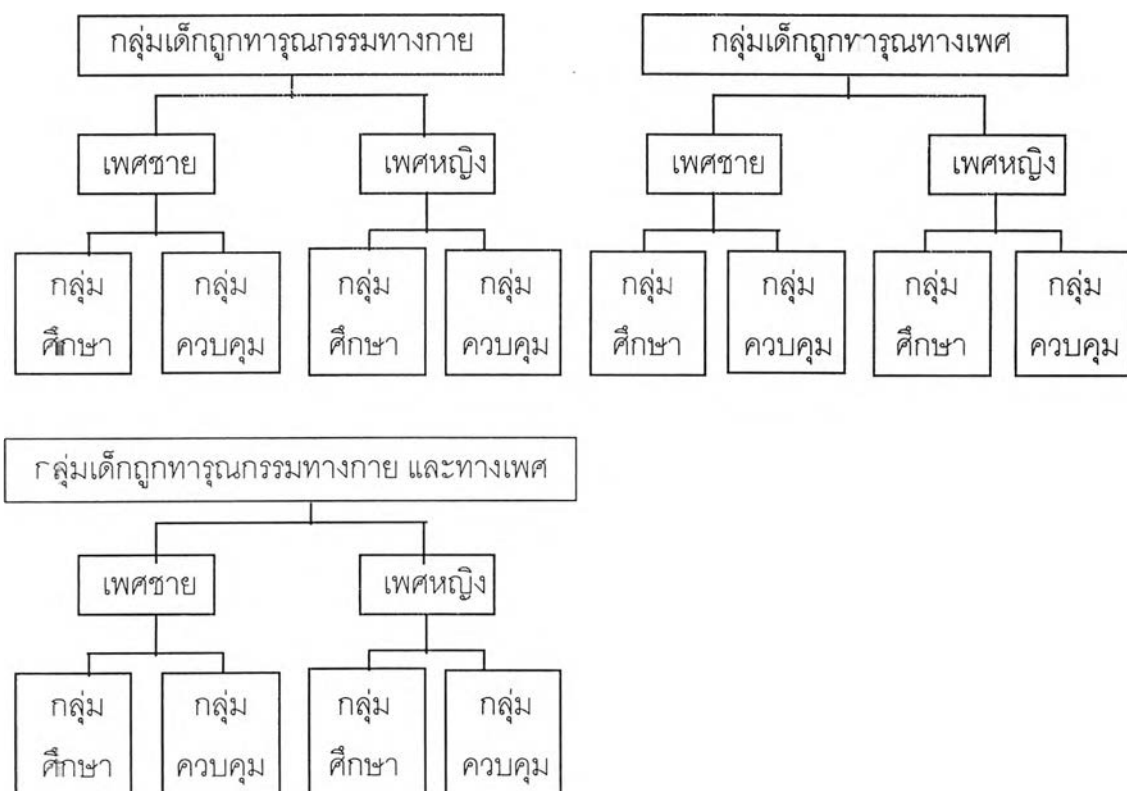 กลุ่มเด็กถูกทารุณกรรมทางกาย
กลุ่มเด็กถูกทารุณทางเพศ
เพศชาย
เพศหญิง
เพศชาย
เพศหญิง
กลุ่ม
ศึกษา
กลุ่ม
ควบคุม
กลุ่ม
ศึกษา
กลุ่ม
ควบคุม
กลุ่ม
ศึกษา
กลุ่ม
ควบคุม
กลุ่ม
ศึกษา
กลุ่ม
ควบคุม
กลุ่มเด็กถูกทารุณกรรมทางกาย และทางเพศ
เพศชาย
เพศหญิง
กลุ่ม
ศึกษา
กลุ่ม
ควบคุม
กลุ่ม
ศึกษา
กลุ่ม
ควบคุม